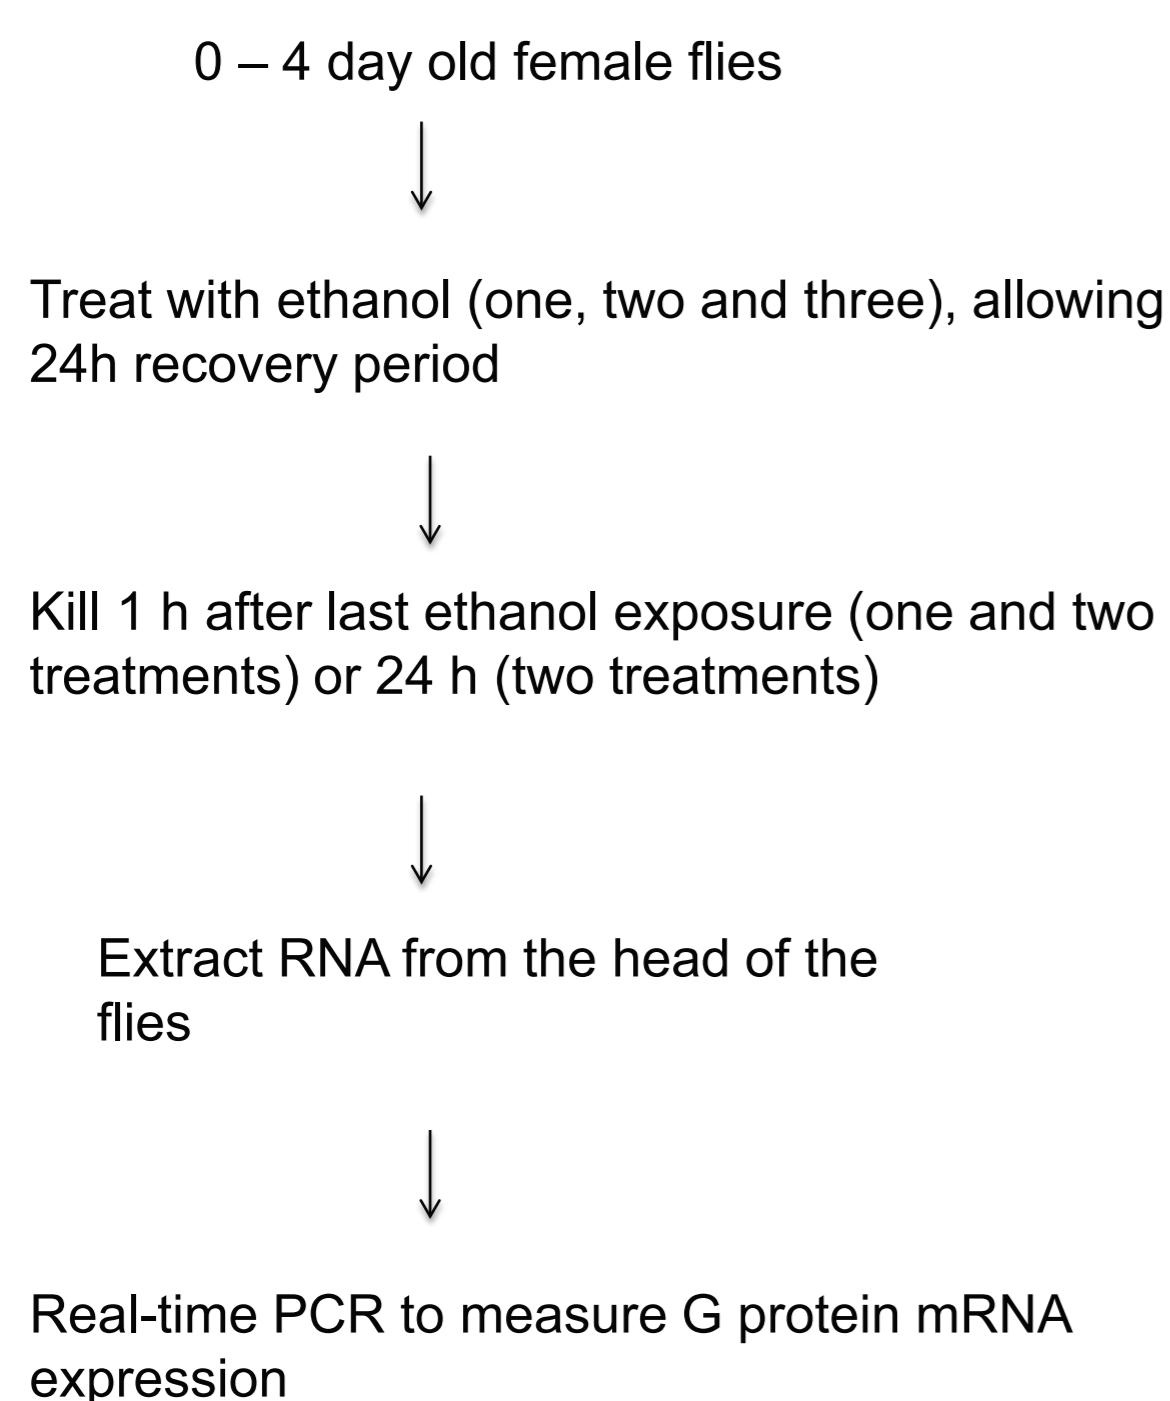 0 – 4 day old female flies
Treat with ethanol (one, two and three), allowing
24h recovery period
Kill 1 h after last ethanol exposure (one and two
treatments) or 24 h (two treatments)
Extract RNA from the head of the
flies
Real-time PCR to measure G protein mRNA
expression